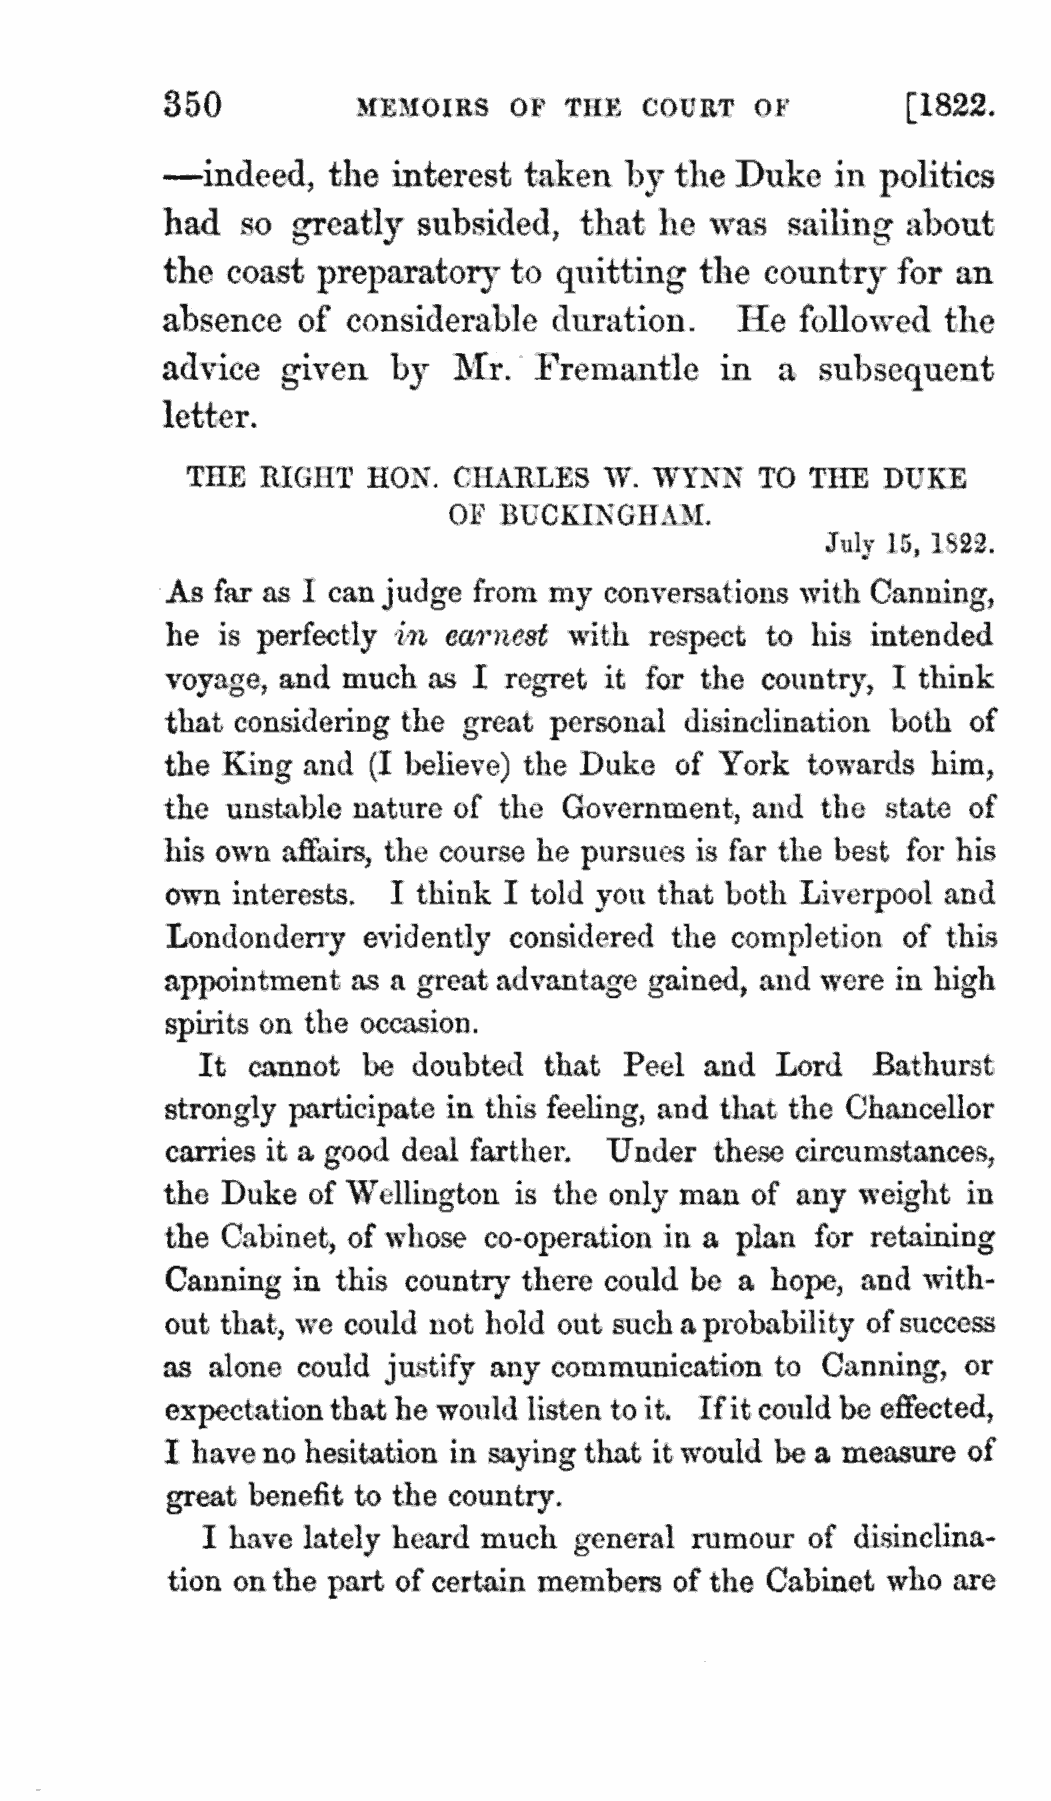 350 MEMOIRS OF THE COURT OF [1822.
—indeed, the interest taken by the Duke in politics
had so greatly subsided, that he was sailing about
the coast preparatory to quitting the country for an
absence of considerable duration. He followed the
advice given by Mr. Fremantle in a subsequent
letter.
THE RIGHT HON. CHARLES W. WYNN TO THE DUKE
OF BUCKINGHAM.
July 15, 1822.
As far as I can judge from my conversations with Canning,
he is perfectly in earnest with respect to his intended
voyage, and much as I regret it for the country, I think
that considering the great personal disinclination both of
the King and (I believe) the Duke of York towards him,
the unstable nature of the Government, and the state of
his own affairs, the course he pursues is far the best for his
own interests. I think I told you that both Liverpool and
Londonderry evidently considered the completion of this
appointment as a great advantage gained, and were in high
spirits on the occasion.
It cannot be doubted that Peel and Lord Bathurst
strongly participate in this feeling, and that the Chancellor
carries it a good deal farther. Under these circumstances,
the Duke of Wellington is the only man of any weight in
the Cabinet, of whose co-operation in a plan for retaining
Canning in this country there could be a hope, and with-
out that, we could not hold out such a probability of success
as alone could justify any communication to Canning, or
expectation that he would listen to it. If it could be effected,
I have no hesitation in saying that it would be a measure of
great benefit to the country.
I have lately heard much general rumour of disinclina-
tion on the part of certain members of the Cabinet who are